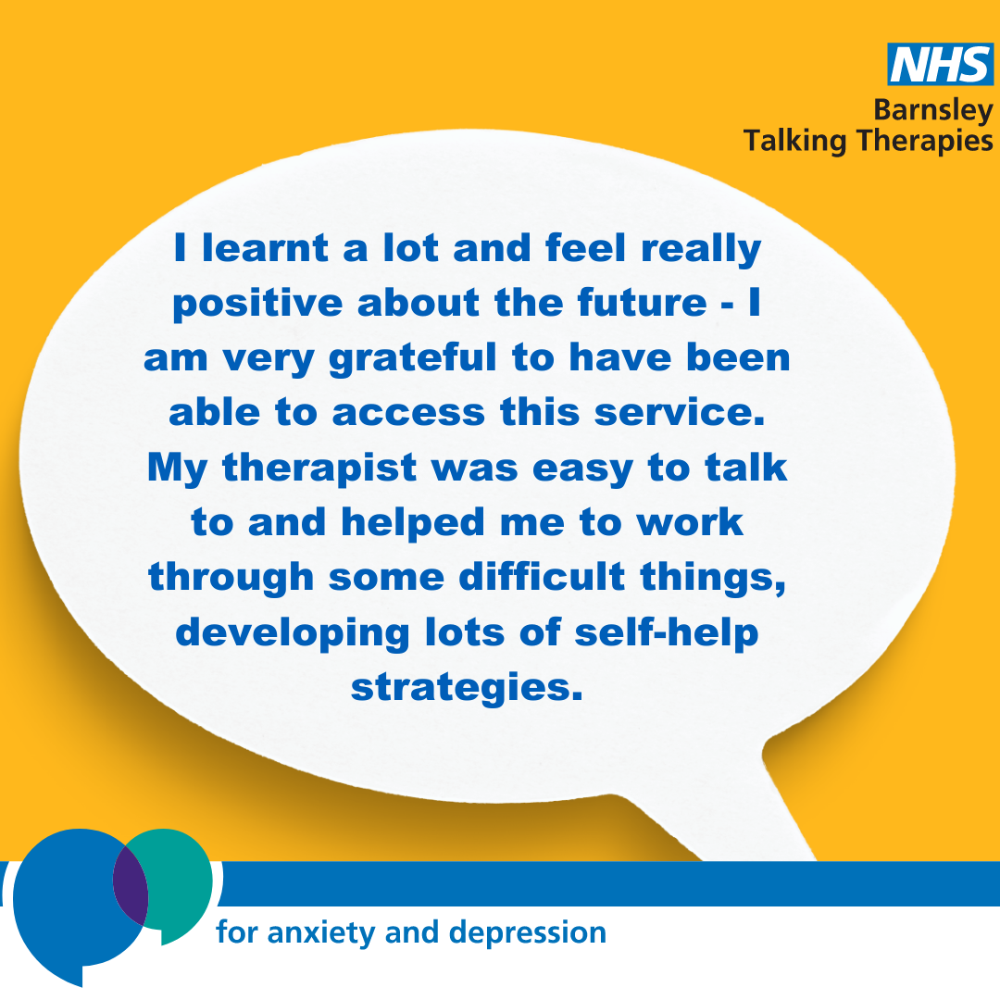 NHS
Barnsley
Talking Therapies
I learnt a lot and feel really
positive about the future - I
am very grateful to have been
able to access this service.
My therapist was easy to talk
to and helped me to work
through some difficult things,
developing lots of self-help
strategies.
for anxiety and depression